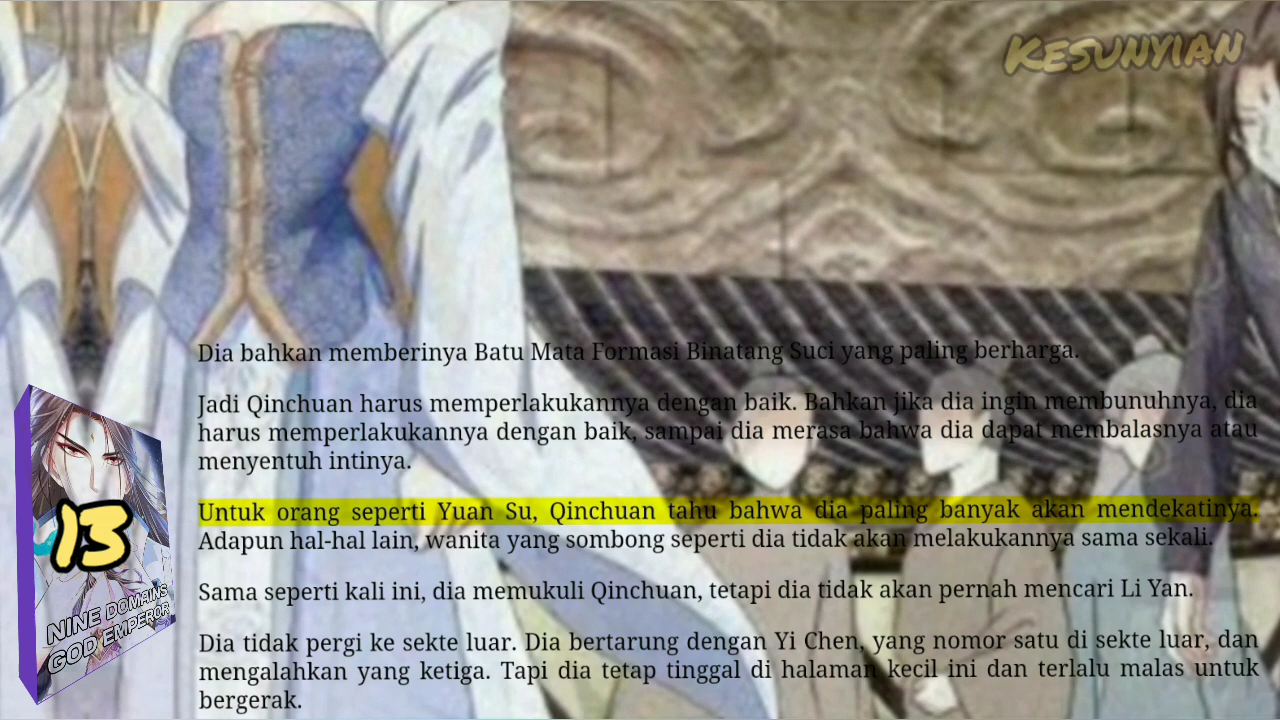 KESUNYIAN
Dia bahkan memberinya Batu Mata Formasi Binatang Suci yang paling berharga.
Jadi Qinchuan harus memperlakukannya dengan baik. Bahkan jika dia ingin membunuhnya, dia
harus memperlakukannya dengan baik, sampai dia merasa bahwa dia dapat membalasnya atau
menyentuh intinya.
Untuk orang seperti Yuan Su, Qinchuan tahu bahwa dia paling banyak akan mendekatinya.
Adapun hal-hal lain, wanita yang sombong seperti dia tidak akan melakukannya sama sekali.
Sama seperti kali ini, dia memukuli Qinchuan, tetapi dia tidak akan pernah mencari Li Yan.
Dia tidak pergi ke sekte luar. Dia bertarung dengan Yi Chen, yang nomor satu di sekte luar, dan
mengalahkan yang ketiga. Tapi dia tetap tinggal di halaman kecil ini dan terlalu malas untuk
bergerak.
13
NINE DOMAINS
GOD EMPEROR